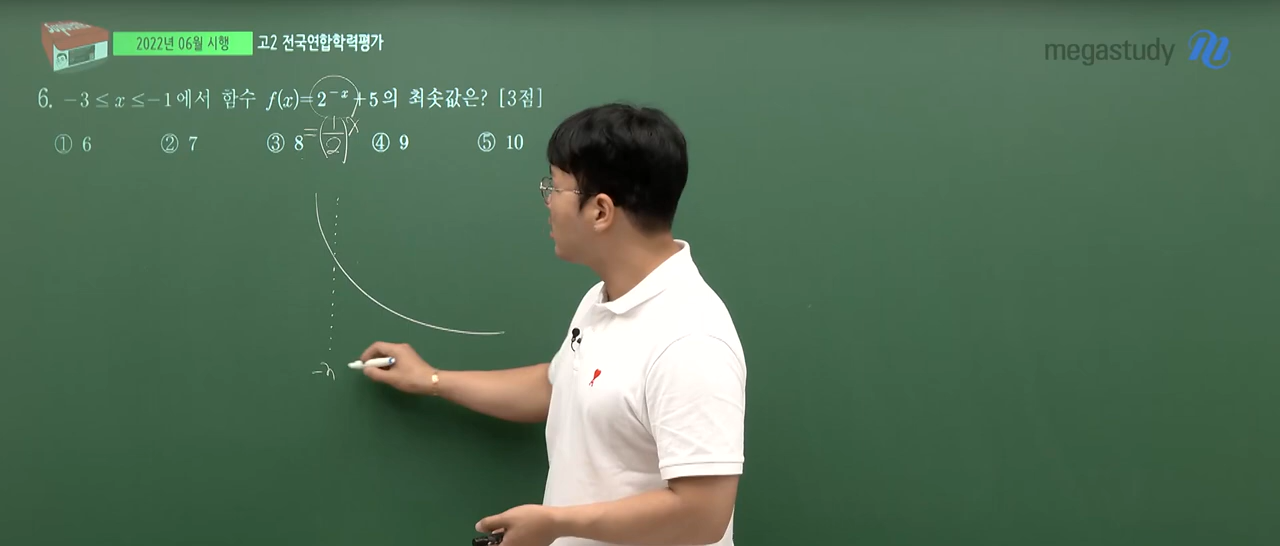 2022년 06월 시행 고2 전국연합학력평가
megastudy
6. -3 ≤ x ≤ -1에서 함수 f(x)=2^{-x}+5의 최솟값은? [3점]
① 6 ② 7 ③ 8 ④ 9 ⑤ 10
=(1/2)^x